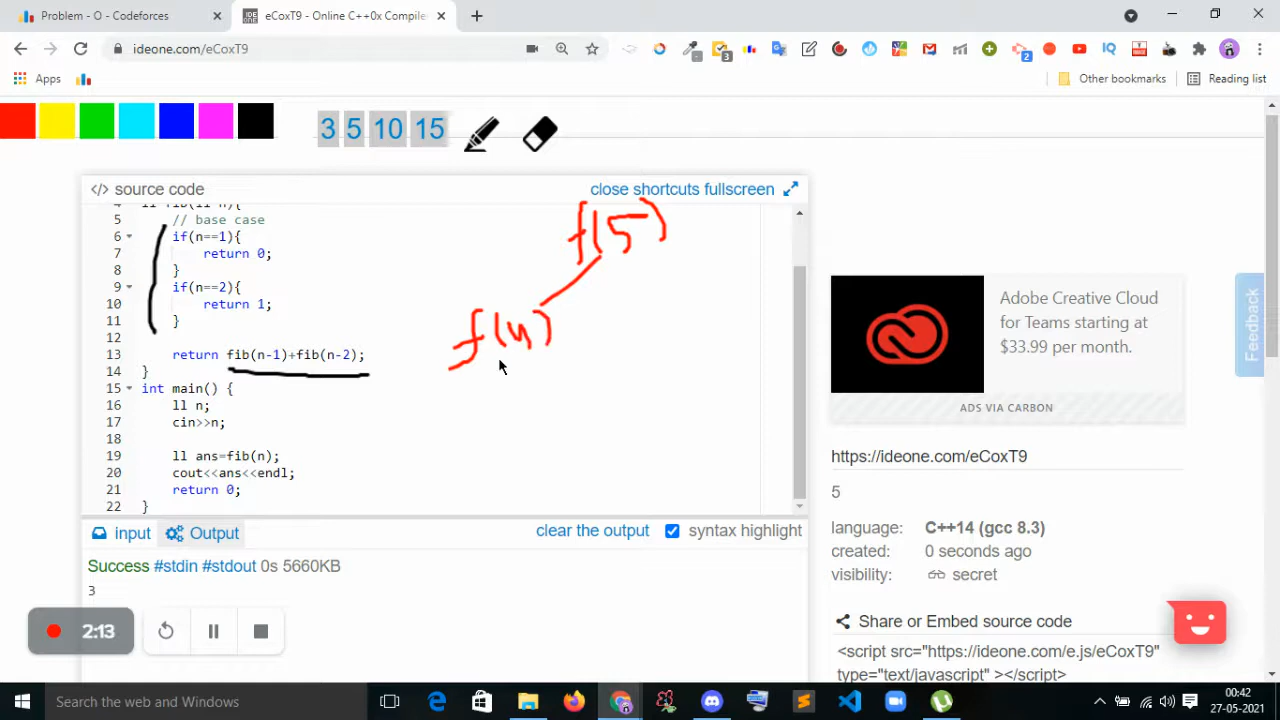 Problem - O - Codeforces
eCoxT9 - Online C++0x Compile
ideone.com/eCoxT9
3
2
IQ
Apps
Other bookmarks
Reading list
3 5 10 15
</> source code
close shortcuts fullscreen
5 // base case
6 if(n==1){
7 return 0;
8 }
9 if(n==2){
10 return 1;
11 }
12
13 return fib(n-1)+fib(n-2);
14 }
15 int main() {
16 ll n;
17 cin>>n;
18
19 ll ans=fib(n);
20 cout<<ans<<endl;
21 return 0;
22 }
f(5)
f(4)
input Output
clear the output
syntax highlight
Success #stdin #stdout 0s 5660KB
3
2:13
Adobe Creative Cloud
for Teams starting at
$33.99 per month.
ADS VIA CARBON
Feedback
https://ideone.com/eCoxT9
5
language: C++14 (gcc 8.3)
created: 0 seconds ago
visibility: secret
Share or Embed source code
<script src="https://ideone.com/e.js/eCoxT9"
type="text/javascript" ></script>
Search the web and Windows
00:42
27-05-2021